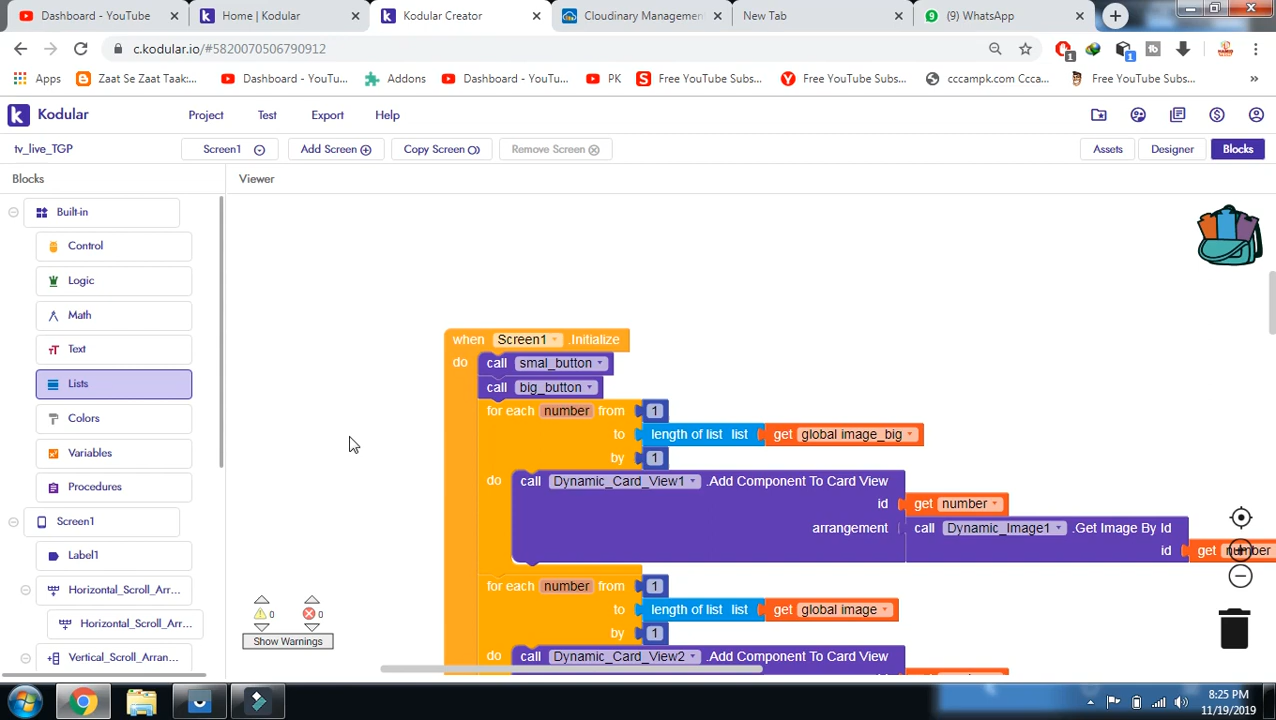 Dashboard - YouTube
Home | Kodular
Kodular Creator
Cloudinary Management
New Tab
(9) WhatsApp
c.kodular.io/#5820070506790912
1
1
Apps
Zaat Se Zaat Taak:...
Dashboard - YouTu...
Addons
Dashboard - YouTu...
PK
Free YouTube Subs...
Free YouTube Subs...
cccampk.com Ccca...
Free YouTube Subs...
Kodular
Project
Test
Export
Help
tv_live_TGP
Screen1
Add Screen
Copy Screen
Remove Screen
Assets
Designer
Blocks
Blocks
Viewer
Built-in
Control
Logic
Math
Text
Lists
Colors
Variables
Procedures
Screen1
Label1
Horizontal_Scroll_Arr...
Horizontal_Scroll_Arr...
Vertical_Scroll_Arran...
when Screen1 .Initialize
do call smal_button
call big_button
for each number from 1
to length of list list get global image_big
by 1
do call Dynamic_Card_View1 .Add Component To Card View
id get number
arrangement call Dynamic_Image1 .Get Image By Id
id get number
for each number from 1
to length of list list get global image
by 1
do call Dynamic_Card_View2 .Add Component To Card View
0 0
Show Warnings
8:25 PM
11/19/2019